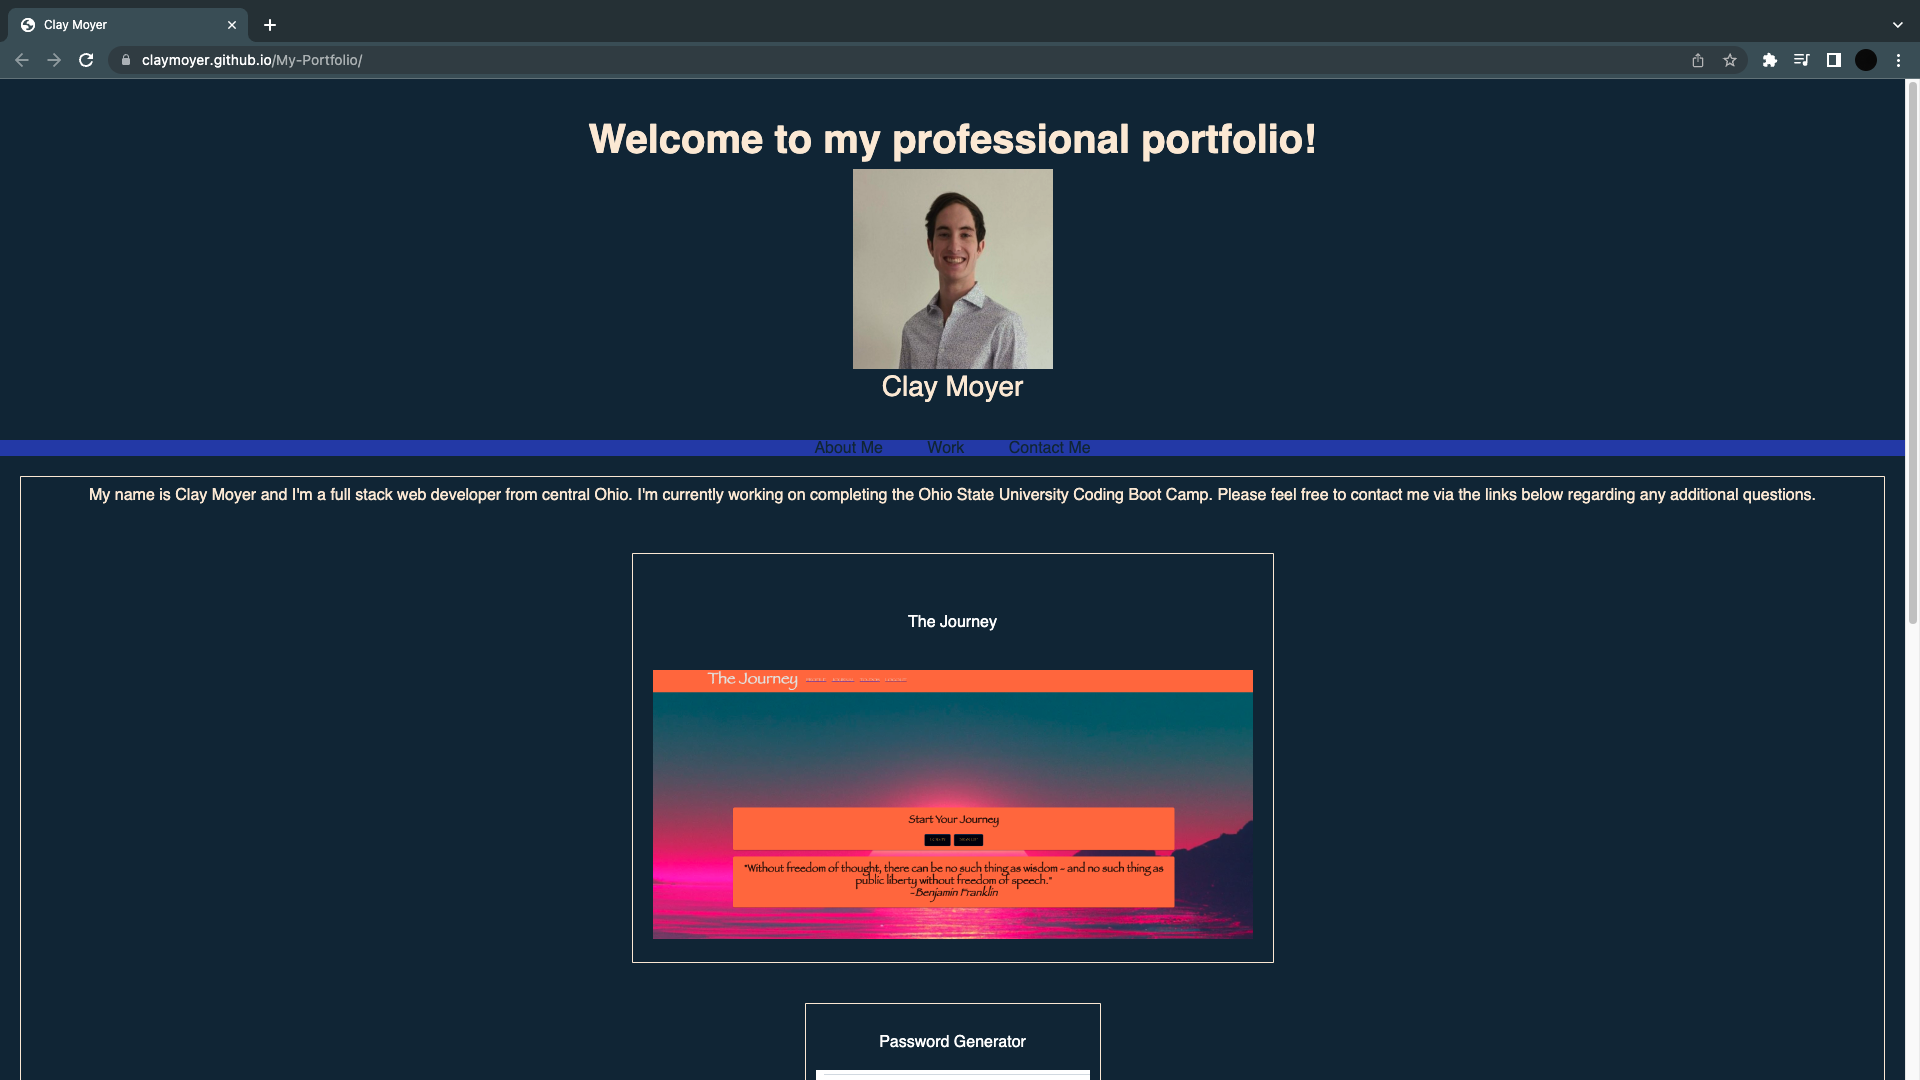 Clay Moyer
claymoyer.github.io/My-Portfolio/
Welcome to my professional portfolio!
Clay Moyer
About Me Work Contact Me
My name is Clay Moyer and I'm a full stack web developer from central Ohio. I'm currently working on completing the Ohio State University Coding Boot Camp. Please feel free to contact me via the links below regarding any additional questions.
The Journey
The Journey
Start Your Journey
"Without freedom of thought, there can be no such thing as wisdom - and no such thing as
public liberty without freedom of speech."
-Benjamin Franklin
Password Generator